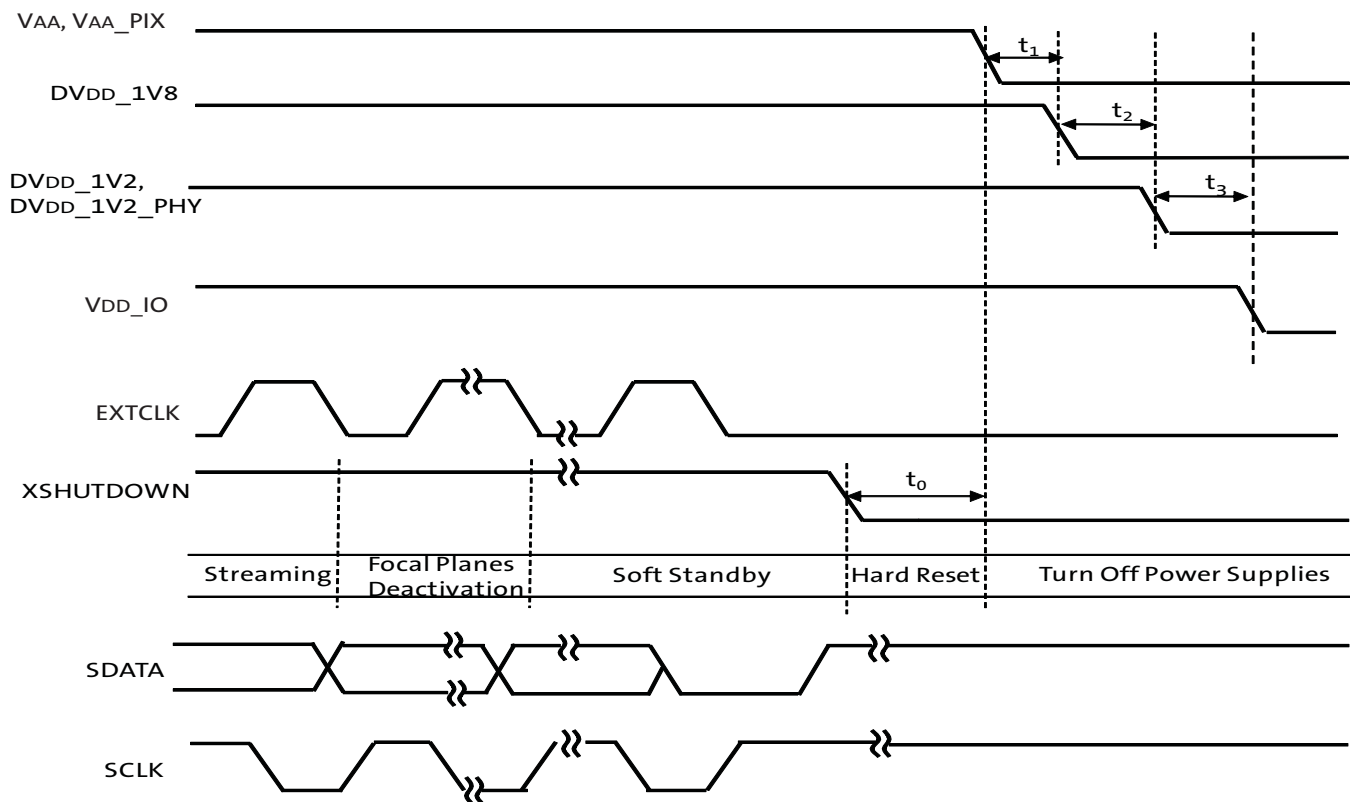 VAA, VAA_PIX
t1
DVDD_1V8
t2
DVDD_1V2,
DVDD_1V2_PHY
t3
VDD_IO
EXTCLK
XSHUTDOWN
t0
Streaming
Focal Planes
Deactivation
Soft Standby
Hard Reset
Turn Off Power Supplies
SDATA
SCLK